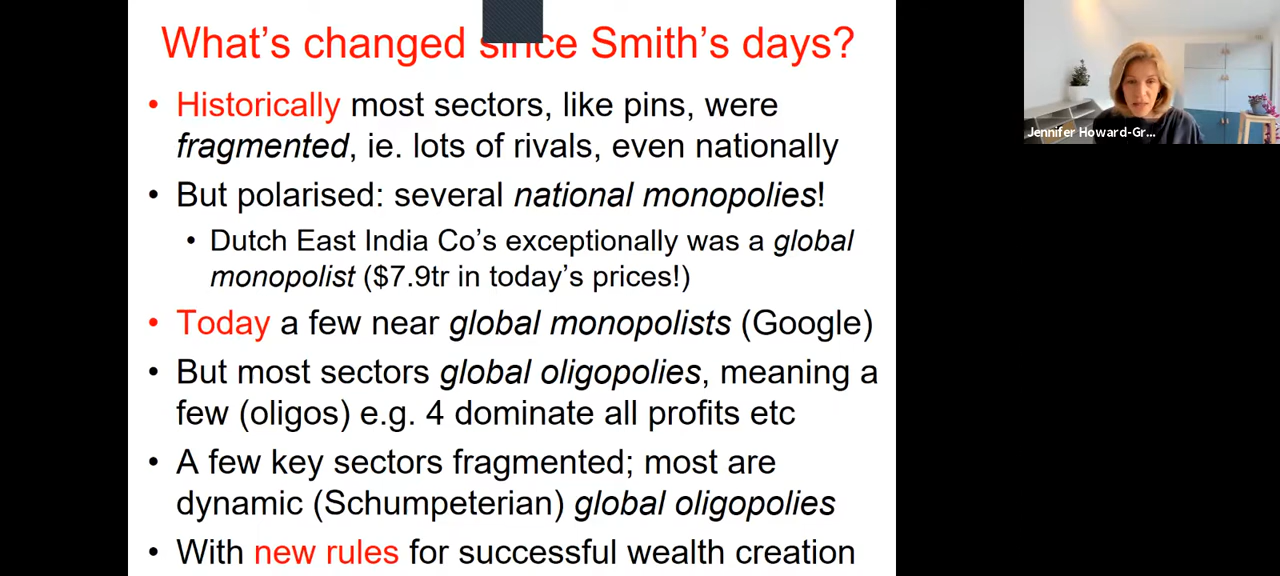 What's changed since Smith's days?
• Historically most sectors, like pins, were
fragmented, ie. lots of rivals, even nationally
• But polarised: several national monopolies!
• Dutch East India Co's exceptionally was a global
monopolist ($7.9tr in today's prices!)
• Today a few near global monopolists (Google)
• But most sectors global oligopolies, meaning a
few (oligos) e.g. 4 dominate all profits etc
• A few key sectors fragmented; most are
dynamic (Schumpeterian) global oligopolies
• With new rules for successful wealth creation
Jennifer Howard-Gr...